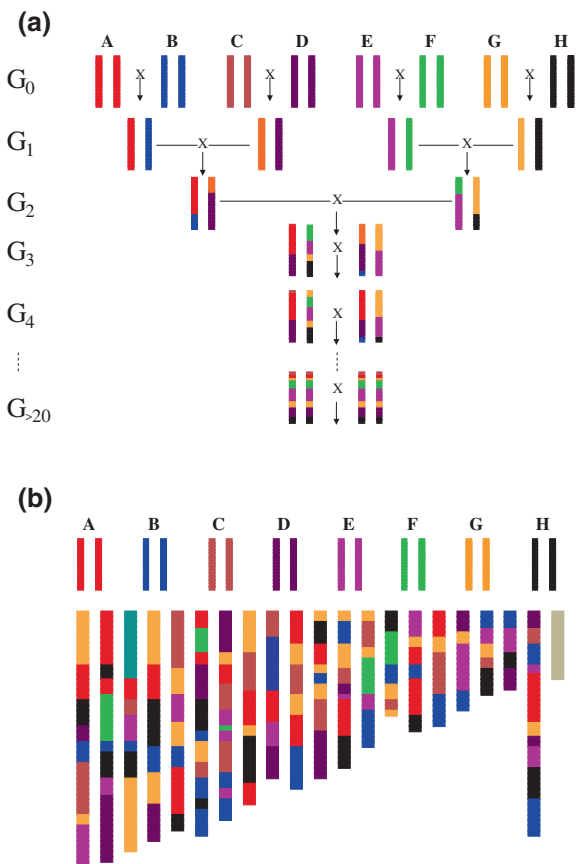 (a)
A B C D E F G H
G0 X X X X
G1 X X
G2 X
G3 X
G4 X
G>20 X
(b)
A B C D E F G H